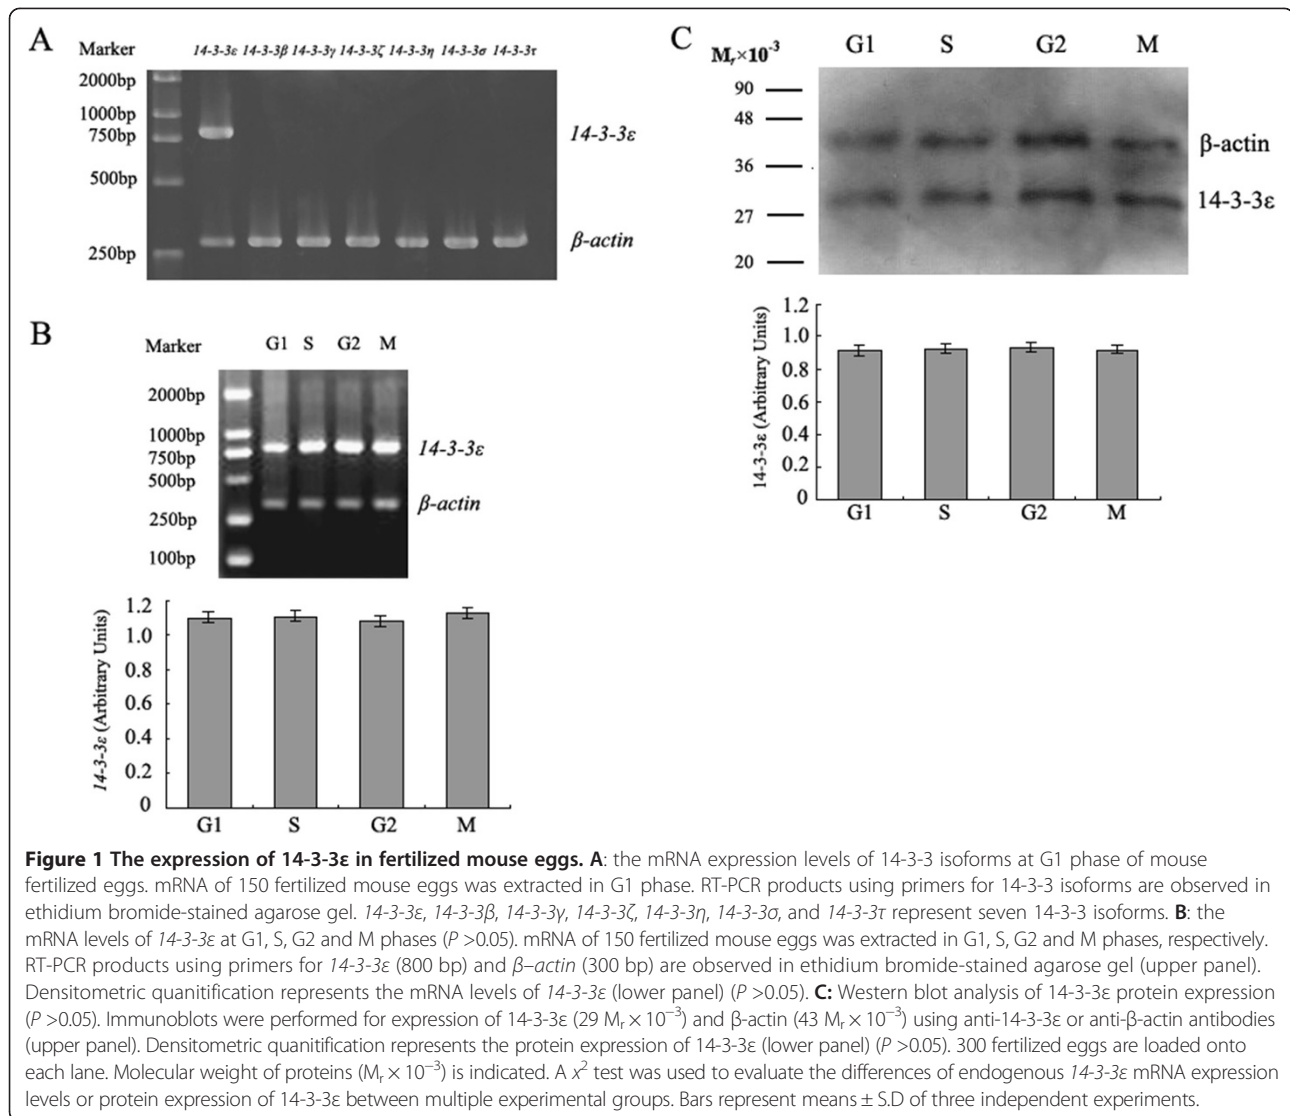 A
Marker 14-3-3ε 14-3-3β 14-3-3γ 14-3-3ζ 14-3-3η 14-3-3σ 14-3-3τ
2000bp
1000bp
750bp
500bp
250bp
14-3-3ε
β-actin
B
Marker G1 S G2 M
2000bp
1000bp
750bp
500bp
250bp
100bp
14-3-3ε
β-actin
14-3-3ε (Arbitrary Units)
1.2
1.0
0.8
0.6
0.4
0.2
0
G1 S G2 M
C
Mᵣ×10⁻³
G1 S G2 M
90
48
36
27
20
β-actin
14-3-3ε
14-3-3ε (Arbitrary Units)
1.2
1.0
0.8
0.6
0.4
0.2
0
G1 S G2 M
Figure 1 The expression of 14-3-3ε in fertilized mouse eggs. A: the mRNA expression levels of 14-3-3 isoforms at G1 phase of mouse
fertilized eggs. mRNA of 150 fertilized mouse eggs was extracted in G1 phase. RT-PCR products using primers for 14-3-3 isoforms are observed in
ethidium bromide-stained agarose gel. 14-3-3ε, 14-3-3β, 14-3-3γ, 14-3-3ζ, 14-3-3η, 14-3-3σ, and 14-3-3τ represent seven 14-3-3 isoforms. B: the
mRNA levels of 14-3-3ε at G1, S, G2 and M phases (P >0.05). mRNA of 150 fertilized mouse eggs was extracted in G1, S, G2 and M phases, respectively.
RT-PCR products using primers for 14-3-3ε (800 bp) and β–actin (300 bp) are observed in ethidium bromide-stained agarose gel (upper panel).
Densitometric quanitification represents the mRNA levels of 14-3-3ε (lower panel) (P >0.05). C: Western blot analysis of 14-3-3ε protein expression
(P >0.05). Immunoblots were performed for expression of 14-3-3ε (29 Mᵣ × 10⁻³) and β-actin (43 Mᵣ × 10⁻³) using anti-14-3-3ε or anti-β-actin antibodies
(upper panel). Densitometric quanitification represents the protein expression of 14-3-3ε (lower panel) (P >0.05). 300 fertilized eggs are loaded onto
each lane. Molecular weight of proteins (Mᵣ × 10⁻³) is indicated. A x² test was used to evaluate the differences of endogenous 14-3-3ε mRNA expression
levels or protein expression of 14-3-3ε between multiple experimental groups. Bars represent means ± S.D of three independent experiments.